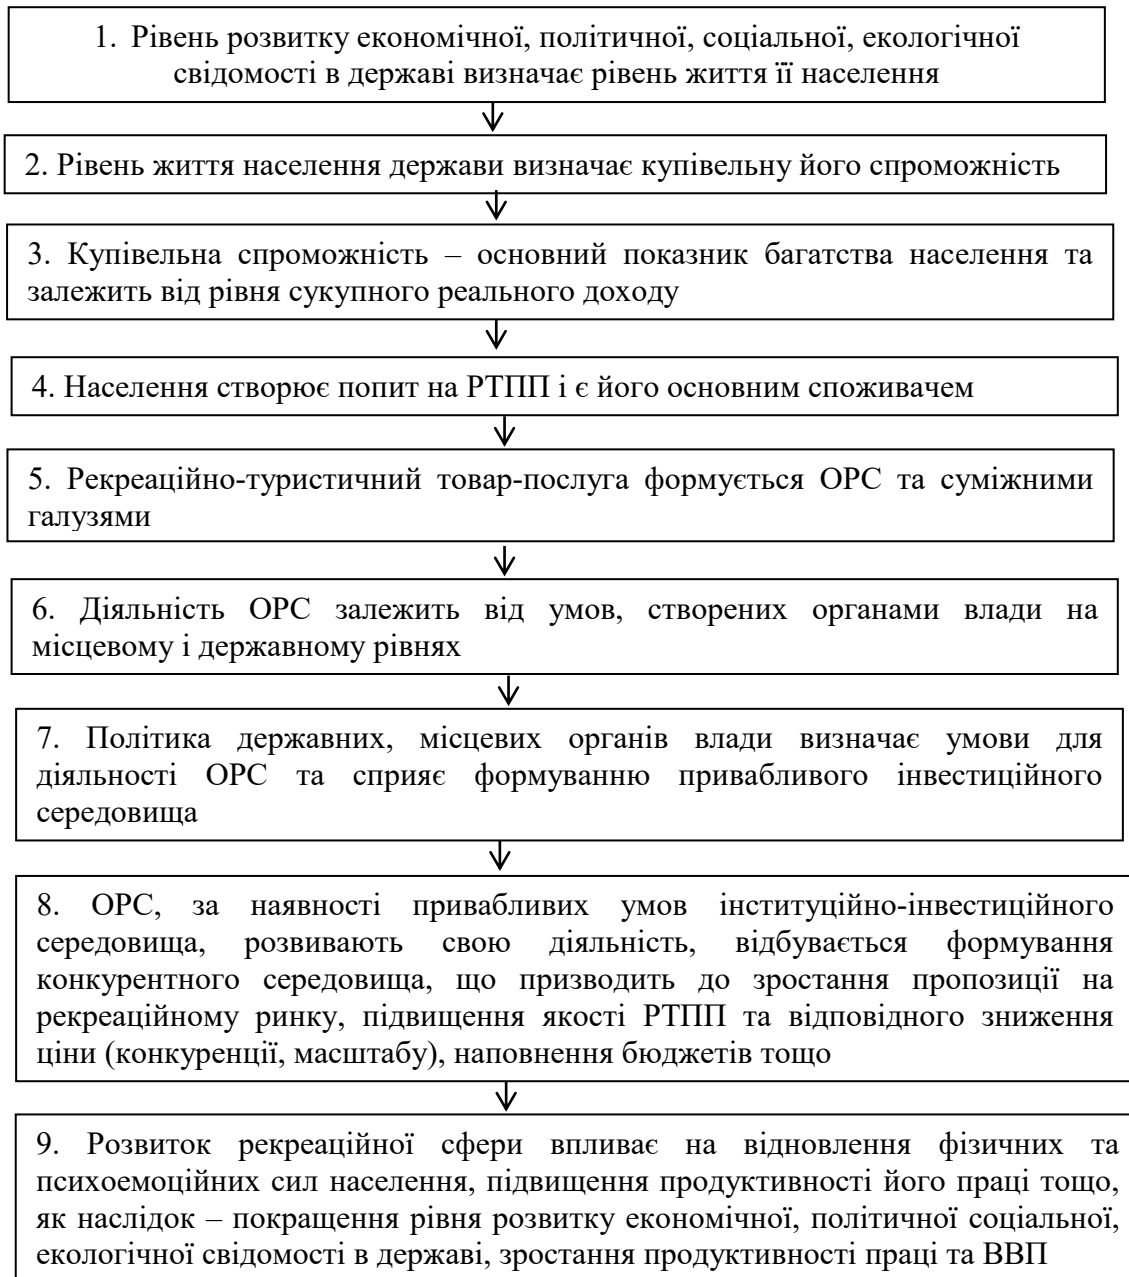 1. Рівень розвитку економічної, політичної, соціальної, екологічної
свідомості в державі визначає рівень життя її населення
2. Рівень життя населення держави визначає купівельну його спроможність
3. Купівельна спроможність – основний показник багатства населення та
залежить від рівня сукупного реального доходу
4. Населення створює попит на РТПП і є його основним споживачем
5. Рекреаційно-туристичний товар-послуга формується ОРС та суміжними
галузями
6. Діяльність ОРС залежить від умов, створених органами влади на
місцевому і державному рівнях
7. Політика державних, місцевих органів влади визначає умови для
діяльності ОРС та сприяє формуванню привабливого інвестиційного
середовища
8. ОРС, за наявності привабливих умов інституційно-інвестиційного
середовища, розвивають свою діяльність, відбувається формування
конкурентного середовища, що призводить до зростання пропозиції на
рекреаційному ринку, підвищення якості РТПП та відповідного зниження
ціни (конкуренції, масштабу), наповнення бюджетів тощо
9. Розвиток рекреаційної сфери впливає на відновлення фізичних та
психоемоційних сил населення, підвищення продуктивності його праці тощо,
як наслідок – покращення рівня розвитку економічної, політичної соціальної,
екологічної свідомості в державі, зростання продуктивності праці та ВВП